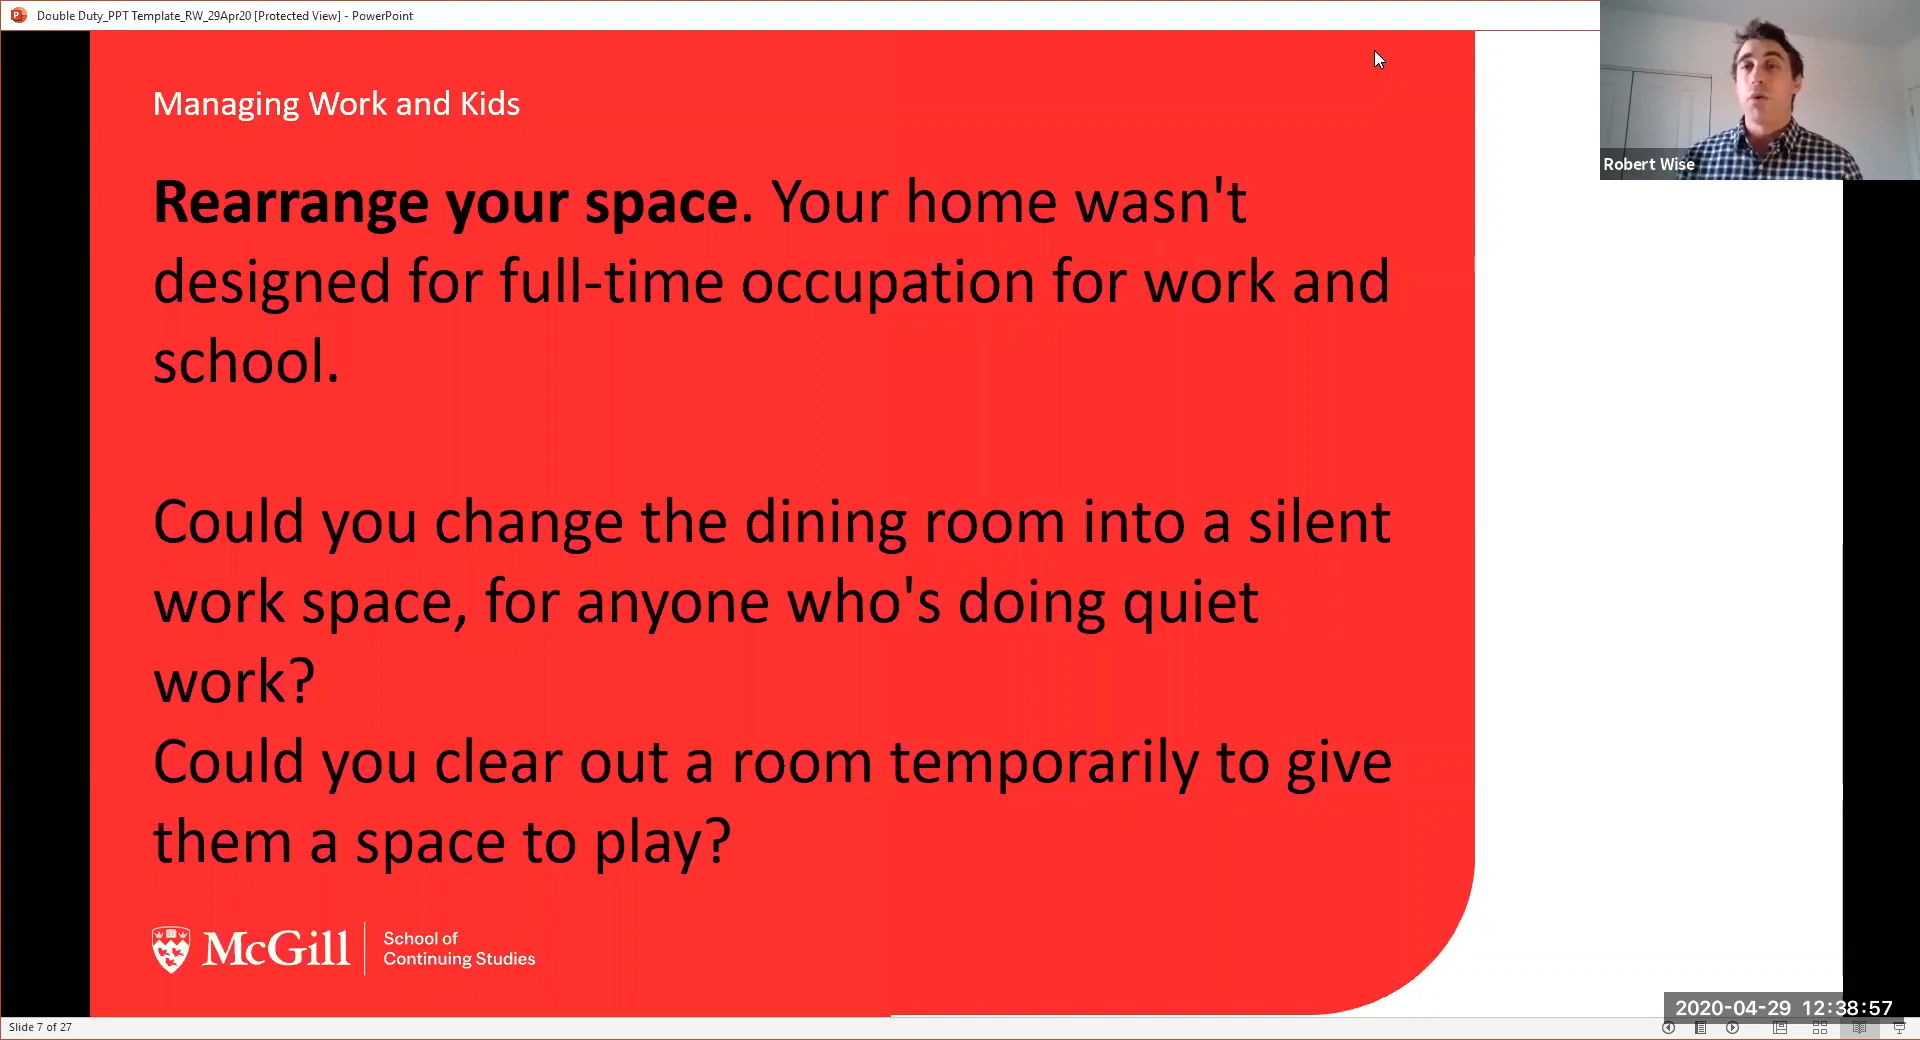 Double Duty_PPT Template_RW_29Apr20 [Protected View] - PowerPoint
Robert Wise
Managing Work and Kids
Rearrange your space. Your home wasn't
designed for full-time occupation for work and
school.
Could you change the dining room into a silent
work space, for anyone who's doing quiet
work?
Could you clear out a room temporarily to give
them a space to play?
McGill
School of
Continuing Studies
2020-04-29 12:38:57
Slide 7 of 27